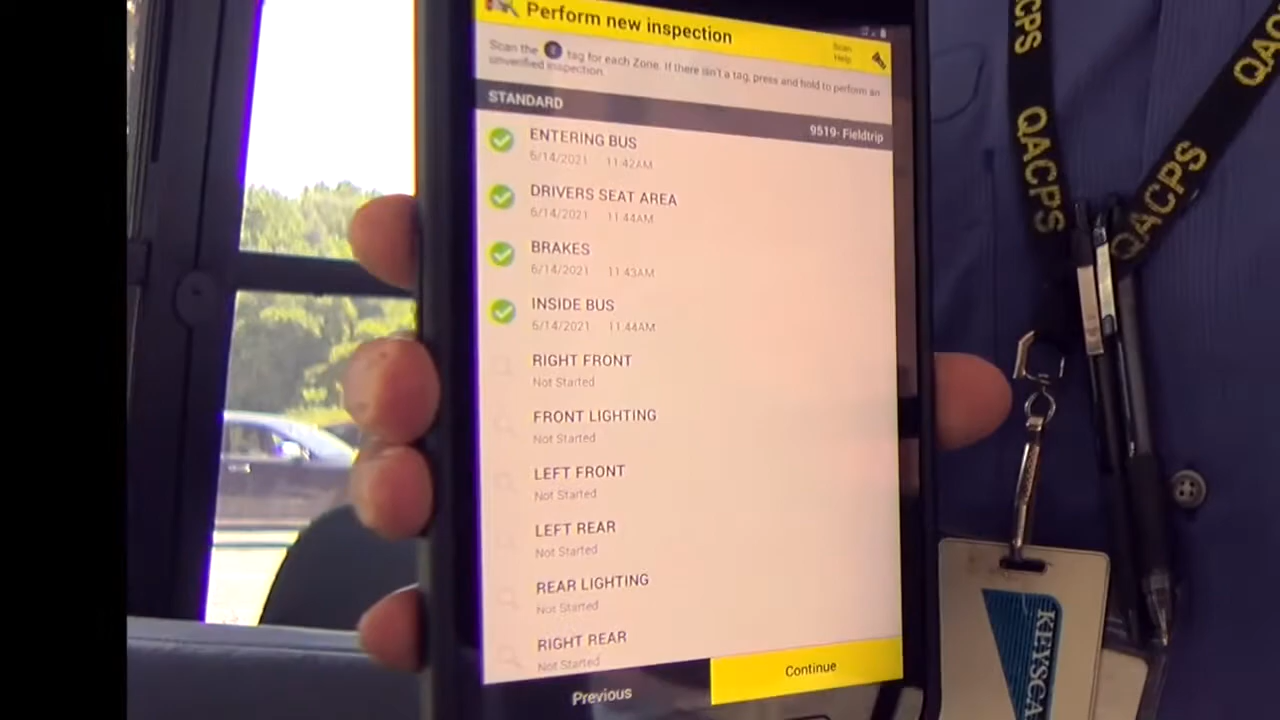 Perform new inspection
Scan Help
Scan the tag for each Zone. If there isn't a tag, press and hold to perform an
unverified inspection.
STANDARD
9519- Fieldtrip
ENTERING BUS
6/14/2021 11:42AM
DRIVERS SEAT AREA
6/14/2021 11:44AM
BRAKES
6/14/2021 11:43AM
INSIDE BUS
6/14/2021 11:44AM
RIGHT FRONT
Not Started
FRONT LIGHTING
Not Started
LEFT FRONT
Not Started
LEFT REAR
Not Started
REAR LIGHTING
Not Started
RIGHT REAR
Not Started
Previous
Continue
QACPS
QACPS
QACPS
KEYSCA